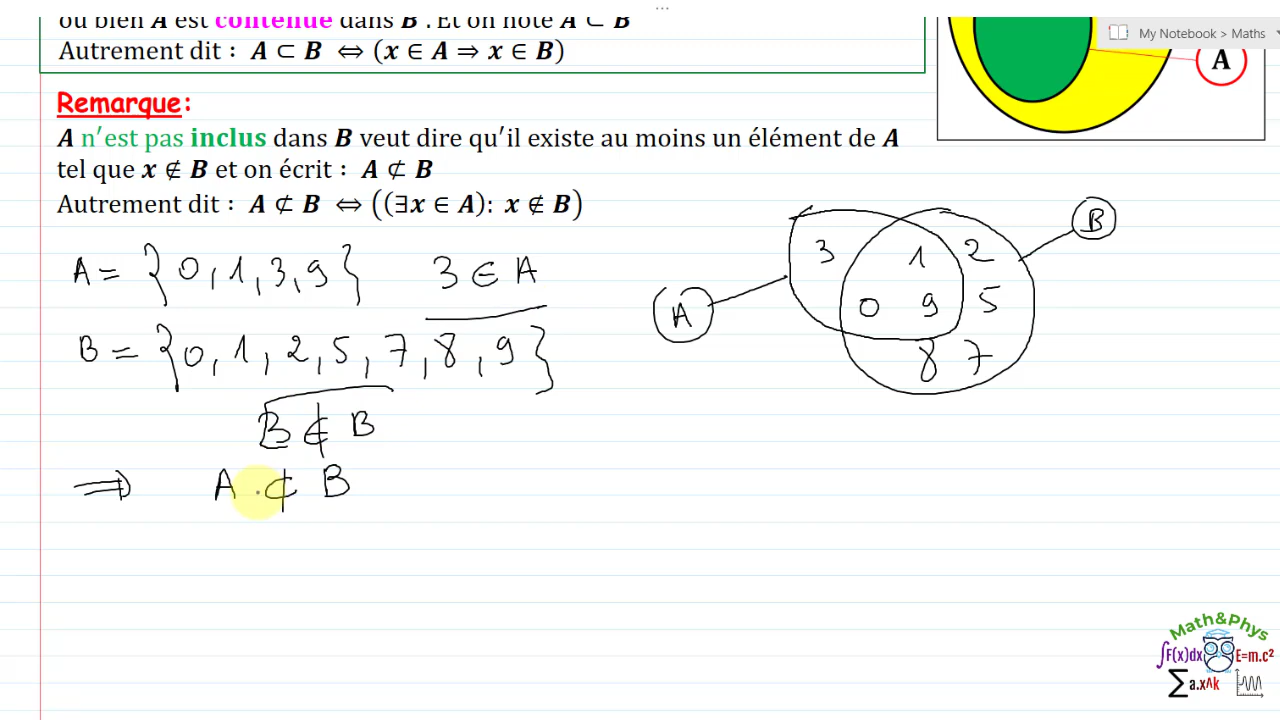 ou bien A est contenue dans B . Et on note A ⊂ B
Autrement dit : A ⊂ B ⇔ (x ∈ A ⇒ x ∈ B)
My Notebook > Maths
A
Remarque:
A n'est pas inclus dans B veut dire qu'il existe au moins un élément de A
tel que x ∉ B et on écrit : A ⊄ B
Autrement dit : A ⊄ B ⇔ ((∃x ∈ A): x ∉ B)
A = {0, 1, 3, 9} 3 ∈ A
B = {0, 1, 2, 5, 7, 8, 9}
∉ B
⇒ A ⊄ B
B
3 1 2
A 0 9 5
8 7
Math&Phys
∫F(x)dx E=m.c²
∑ a.x^k